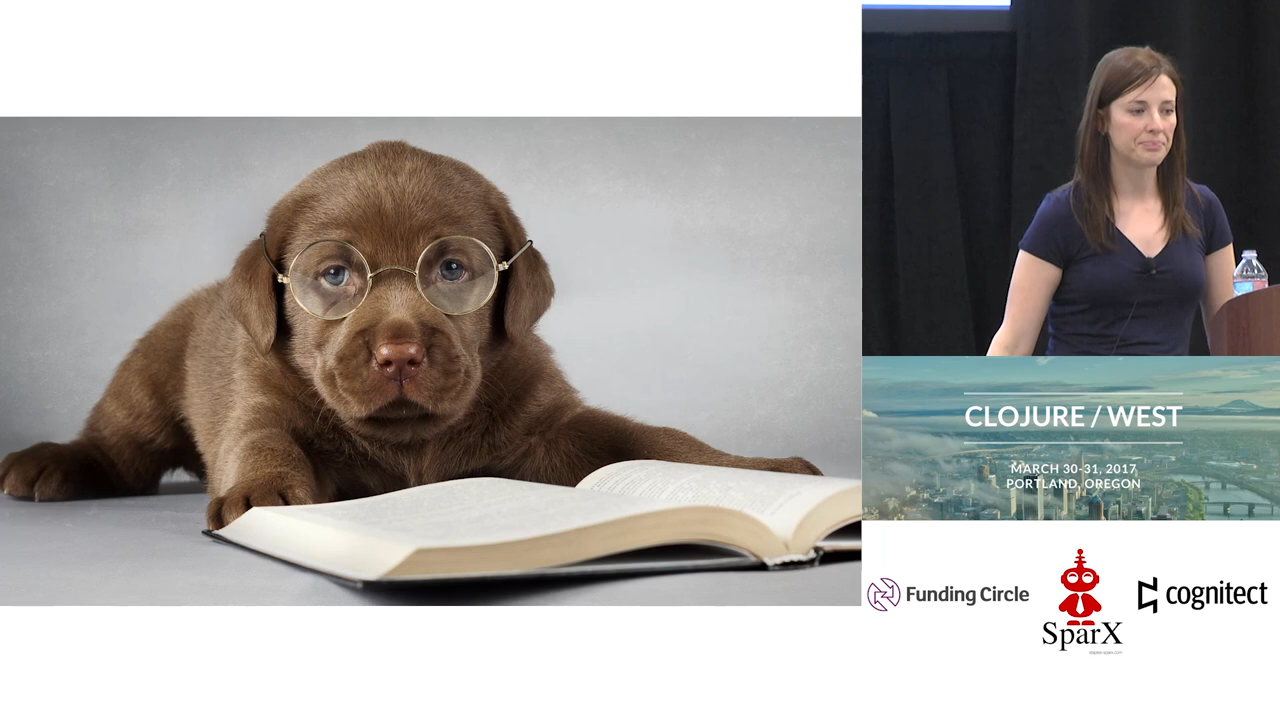 CLOJURE / WEST
MARCH 30-31, 2017
PORTLAND, OREGON
Funding Circle
SparX
cognitect